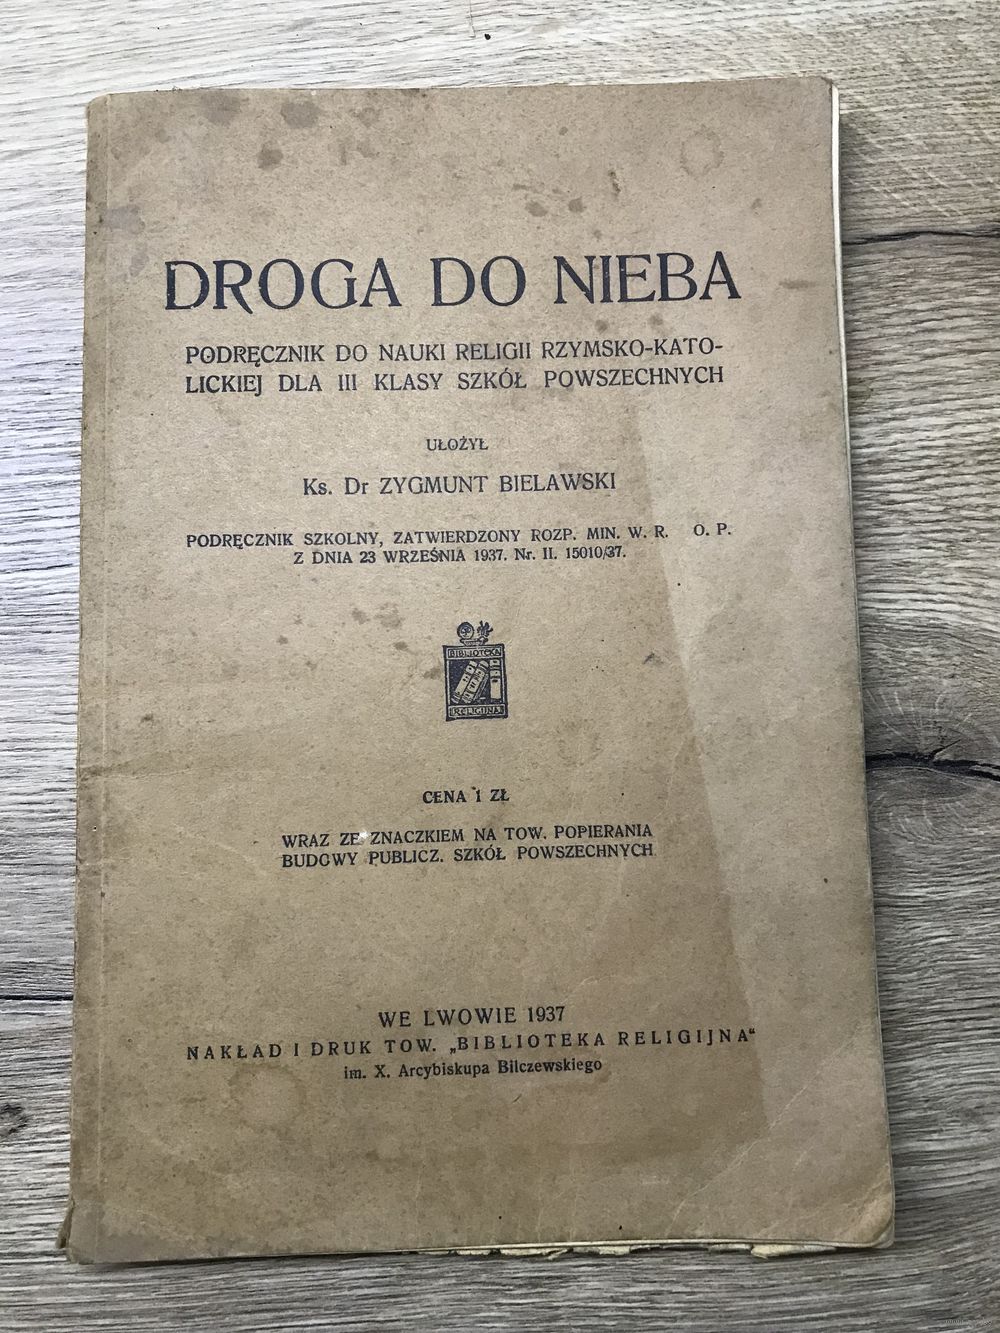 DROGA DO NIEBA
PODRĘCZNIK DO NAUKI RELIGII RZYMSKO-KATO-
LICKIEJ DLA III KLASY SZKÓŁ POWSZECHNYCH
UŁOŻYŁ
Ks. Dr ZYGMUNT BIELAWSKI
PODRĘCZNIK SZKOLNY, ZATWIERDZONY ROZP. MIN. W. R. O. P.
Z DNIA 23 WRZEŚNIA 1937. Nr. II. 15010/37.
BIBLIOTEKA
RELIGIJNA
CENA 1 ZŁ
WRAZ ZE ZNACZKIEM NA TOW. POPIERANIA
BUDOWY PUBLICZ. SZKÓŁ POWSZECHNYCH
WE LWOWIE 1937
NAKŁAD I DRUK TOW. „BIBLIOTEKA RELIGIJNA"
im. X. Arcybiskupa Bilczewskiego